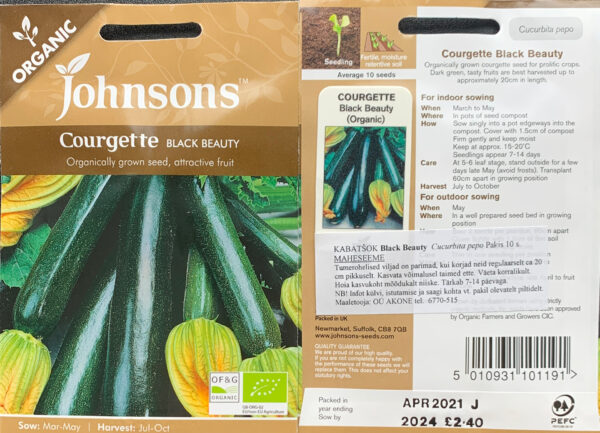 ORGANIC
Johnsons™
Courgette BLACK BEAUTY
Organically grown seed, attractive fruit
OF&G
ORGANIC
GB-ORG-02
EU/non-EU Agriculture
Sow: Mar-May | Harvest: Jul-Oct
Cucurbita pepo
Seedling
Fertile, moisture
retentive soil
Average 10 seeds
COURGETTE
Black Beauty
(Organic)
Courgette Black Beauty
Organically grown courgette seed for prolific crops.
Dark green, tasty fruits are best harvested up to
approximately 20cm in length.
For indoor sowing
When March to May
Where In pots of seed compost
How Sow singly into a pot edgeways into the
compost. Cover with 1.5cm of compost
Firm gently and keep moist
Keep at approx. 15-20°C
Seedlings appear 7-14 days
Care At 5-6 leaf stage, stand outside for a few
days late May (avoid frosts). Transplant
60cm apart in growing position
Harvest July to October
For outdoor sowing
When May
Where In a well prepared seed bed in growing
position
KABATŠOK Black Beauty Cucurbita pepo Pakis 10 s.
MAHESEEME
Tumerohelised viljad on parimad, kui korjad neid regulaarselt ca 20
cm pikkuselt. Kasvata võimalusel taimed ette. Väeta korralikult.
Hoia kasvukoht mõõdukalt niiske. Tärkab 7-14 päevaga.
NB! Infot külvi, istutamise ja saagi kohta vt. pakil olevatelt piltidelt.
Maaletooja: OÜ AKONE tel. 6770-515
by Organic Farmers and Growers CIC.
Packed in UK
Newmarket, Suffolk, CB8 7QB
www.johnsons-seeds.com
QUALITY GUARANTEE
We are proud of our high quality.
If you are not completely happy with
the performance of these seeds we will
replace them. This does not affect your
statutory rights.
5 010931 101191 >
Packed in
year ending
Sow by
APR 2021 J
2024 £2·40
PEFC